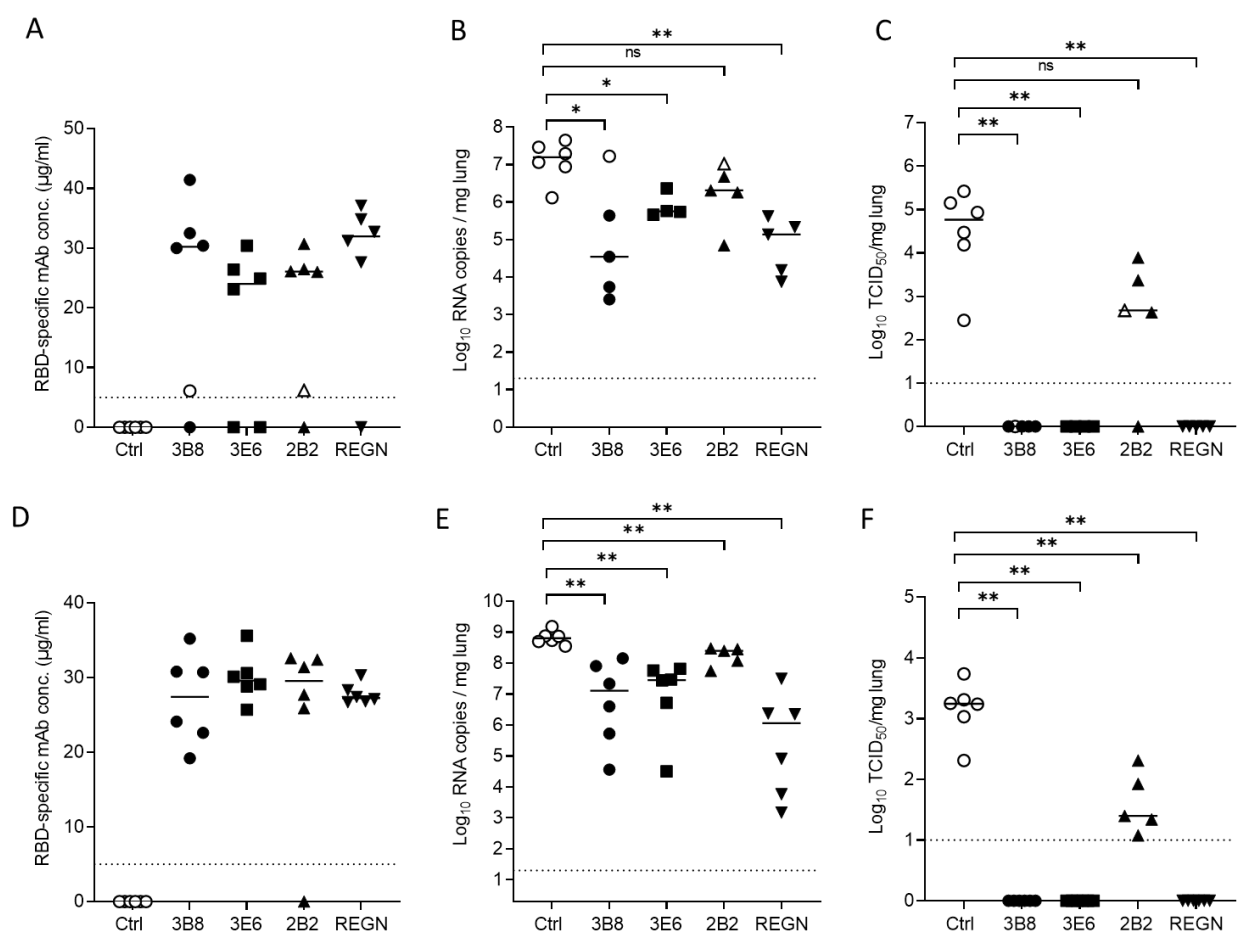 A
RBD-specific mAb conc. (µg/ml)
50
40
30
20
10
0
Ctrl 3B8 3E6 2B2 REGN
B
**
ns
*
*
Log10 RNA copies / mg lung
8
7
6
5
4
3
2
1
0
Ctrl 3B8 3E6 2B2 REGN
C
**
ns
**
**
Log10 TCID50/mg lung
7
6
5
4
3
2
1
0
Ctrl 3B8 3E6 2B2 REGN
D
RBD-specific mAb conc. (µg/ml)
40
30
20
10
0
Ctrl 3B8 3E6 2B2 REGN
E
**
**
**
**
Log10 RNA copies / mg lung
10
9
8
7
6
5
4
3
2
1
Ctrl 3B8 3E6 2B2 REGN
F
**
**
**
**
Log10 TCID50/mg lung
5
4
3
2
1
0
Ctrl 3B8 3E6 2B2 REGN